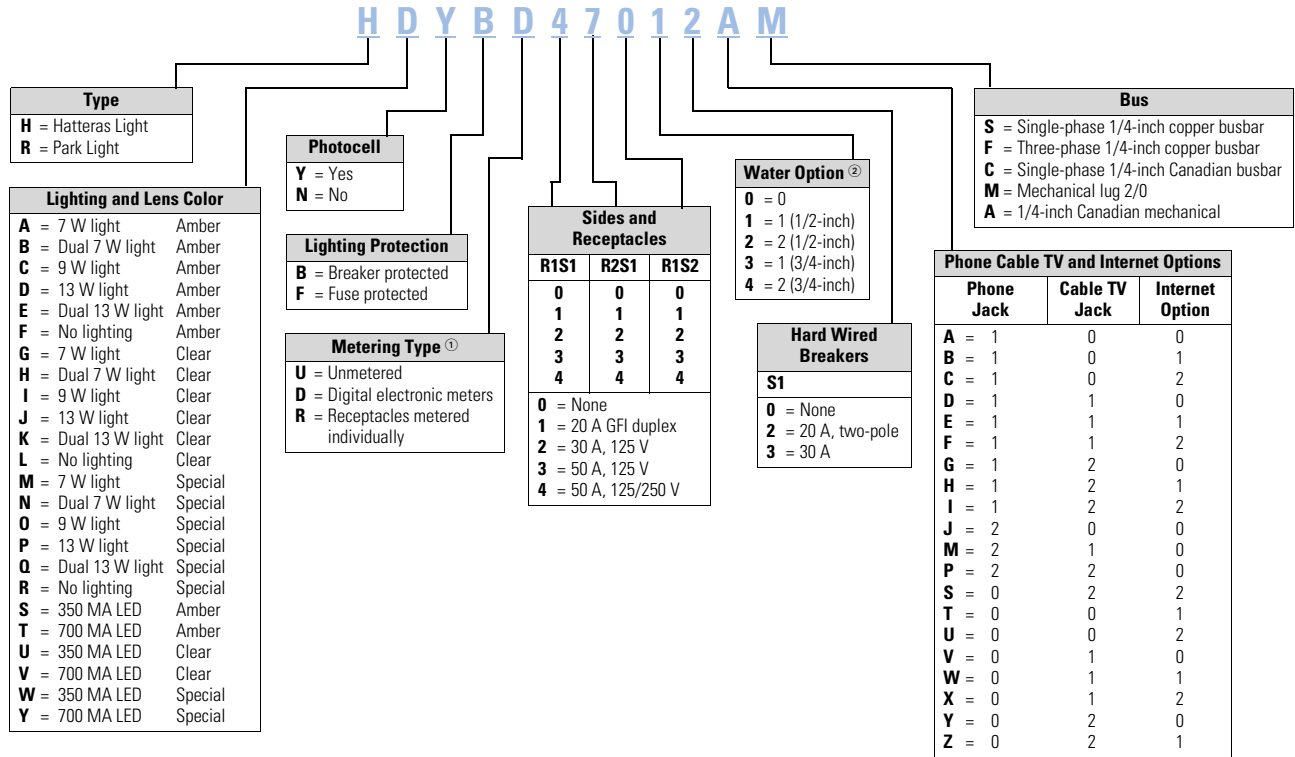 H D Y B D 4 7 0 1 2 A M
Type
H = Hatteras Light
R = Park Light
Lighting and Lens Color
A = 7 W light Amber
B = Dual 7 W light Amber
C = 9 W light Amber
D = 13 W light Amber
E = Dual 13 W light Amber
F = No lighting Amber
G = 7 W light Clear
H = Dual 7 W light Clear
I = 9 W light Clear
J = 13 W light Clear
K = Dual 13 W light Clear
L = No lighting Clear
M = 7 W light Special
N = Dual 7 W light Special
O = 9 W light Special
P = 13 W light Special
Q = Dual 13 W light Special
R = No lighting Special
S = 350 MA LED Amber
T = 700 MA LED Amber
U = 350 MA LED Clear
V = 700 MA LED Clear
W = 350 MA LED Special
Y = 700 MA LED Special
Photocell
Y = Yes
N = No
Lighting Protection
B = Breaker protected
F = Fuse protected
Metering Type ①
U = Unmetered
D = Digital electronic meters
R = Receptacles metered
individually
Sides and
Receptacles
R1S1 R2S1 R1S2
0 0 0
1 1 1
2 2 2
3 3 3
4 4 4
0 = None
1 = 20 A GFI duplex
2 = 30 A, 125 V
3 = 50 A, 125 V
4 = 50 A, 125/250 V
Water Option ②
0 = 0
1 = 1 (1/2-inch)
2 = 2 (1/2-inch)
3 = 1 (3/4-inch)
4 = 2 (3/4-inch)
Hard Wired
Breakers
S1
0 = None
2 = 20 A, two-pole
3 = 30 A
Bus
S = Single-phase 1/4-inch copper busbar
F = Three-phase 1/4-inch copper busbar
C = Single-phase 1/4-inch Canadian busbar
M = Mechanical lug 2/0
A = 1/4-inch Canadian mechanical
Phone Cable TV and Internet Options
Phone Cable TV Internet
Jack Jack Option
A = 1 0 0
B = 1 0 1
C = 1 0 2
D = 1 1 0
E = 1 1 1
F = 1 1 2
G = 1 2 0
H = 1 2 1
I = 1 2 2
J = 2 0 0
M = 2 1 0
P = 2 2 0
S = 0 2 2
T = 0 0 1
U = 0 0 2
V = 0 1 0
W = 0 1 1
X = 0 1 2
Y = 0 2 0
Z = 0 2 1